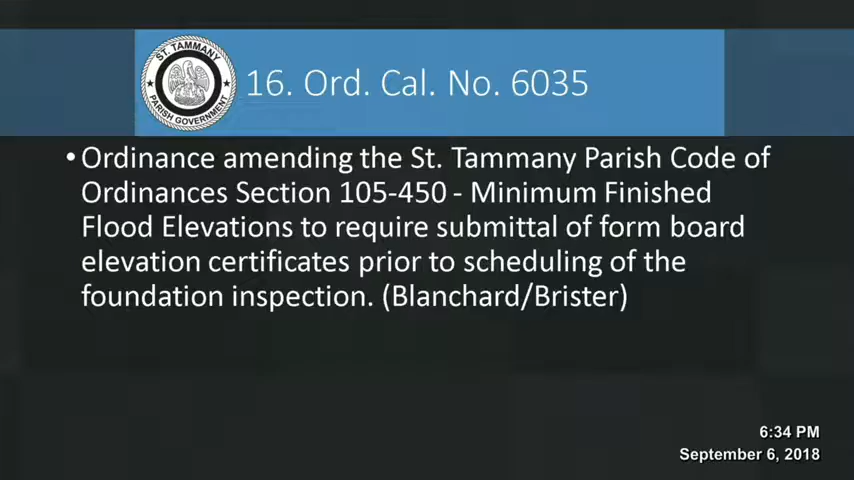 ST. TAMMANY
PARISH GOVERNMENT
16. Ord. Cal. No. 6035
• Ordinance amending the St. Tammany Parish Code of
Ordinances Section 105-450 - Minimum Finished
Flood Elevations to require submittal of form board
elevation certificates prior to scheduling of the
foundation inspection. (Blanchard/Brister)
6:34 PM
September 6, 2018